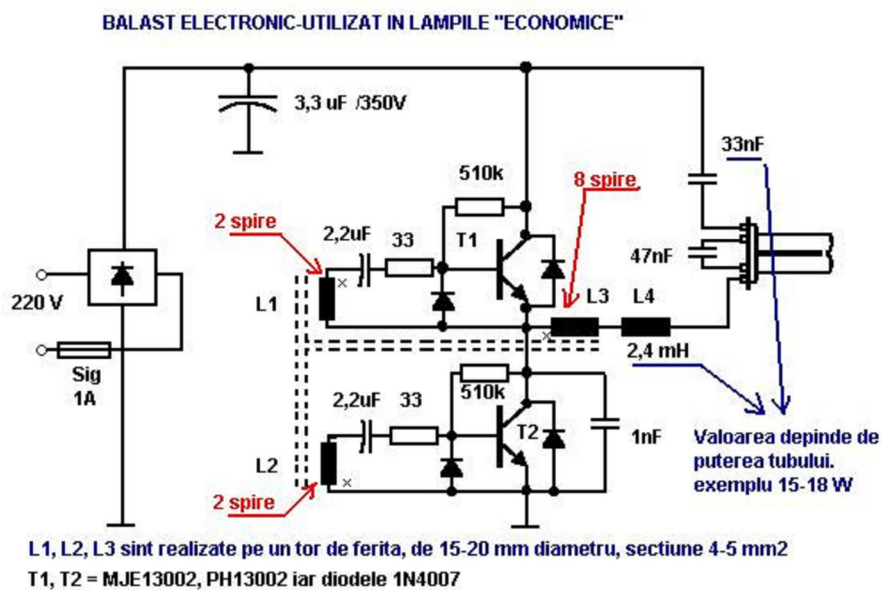 BALAST ELECTRONIC-UTILIZAT IN LAMPILE "ECONOMICE"
3,3 uF /350V
33nF
510k
8 spire
2 spire
2,2uF
33
T1
47nF
220 V
L1
L3
L4
2,4 mH
Sig
1A
510k
2,2uF
33
T2
1nF
L2
2 spire
Valoarea depinde de
puterea tubului.
exemplu 15-18 W
L1, L2, L3 sint realizate pe un tor de ferita, de 15-20 mm diametru, sectiune 4-5 mm2
T1, T2 = MJE13002, PH13002 iar diodele 1N4007